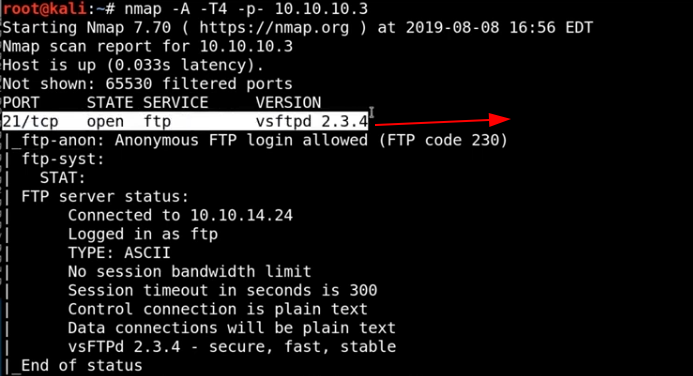 root@kali:~# nmap -A -T4 -p- 10.10.10.3
Starting Nmap 7.70 ( https://nmap.org ) at 2019-08-08 16:56 EDT
Nmap scan report for 10.10.10.3
Host is up (0.033s latency).
Not shown: 65530 filtered ports
PORT     STATE SERVICE     VERSION
21/tcp   open  ftp         vsftpd 2.3.4
|_ftp-anon: Anonymous FTP login allowed (FTP code 230)
| ftp-syst:
|   STAT:
| FTP server status:
|      Connected to 10.10.14.24
|      Logged in as ftp
|      TYPE: ASCII
|      No session bandwidth limit
|      Session timeout in seconds is 300
|      Control connection is plain text
|      Data connections will be plain text
|      vsFTPd 2.3.4 - secure, fast, stable
|_End of status